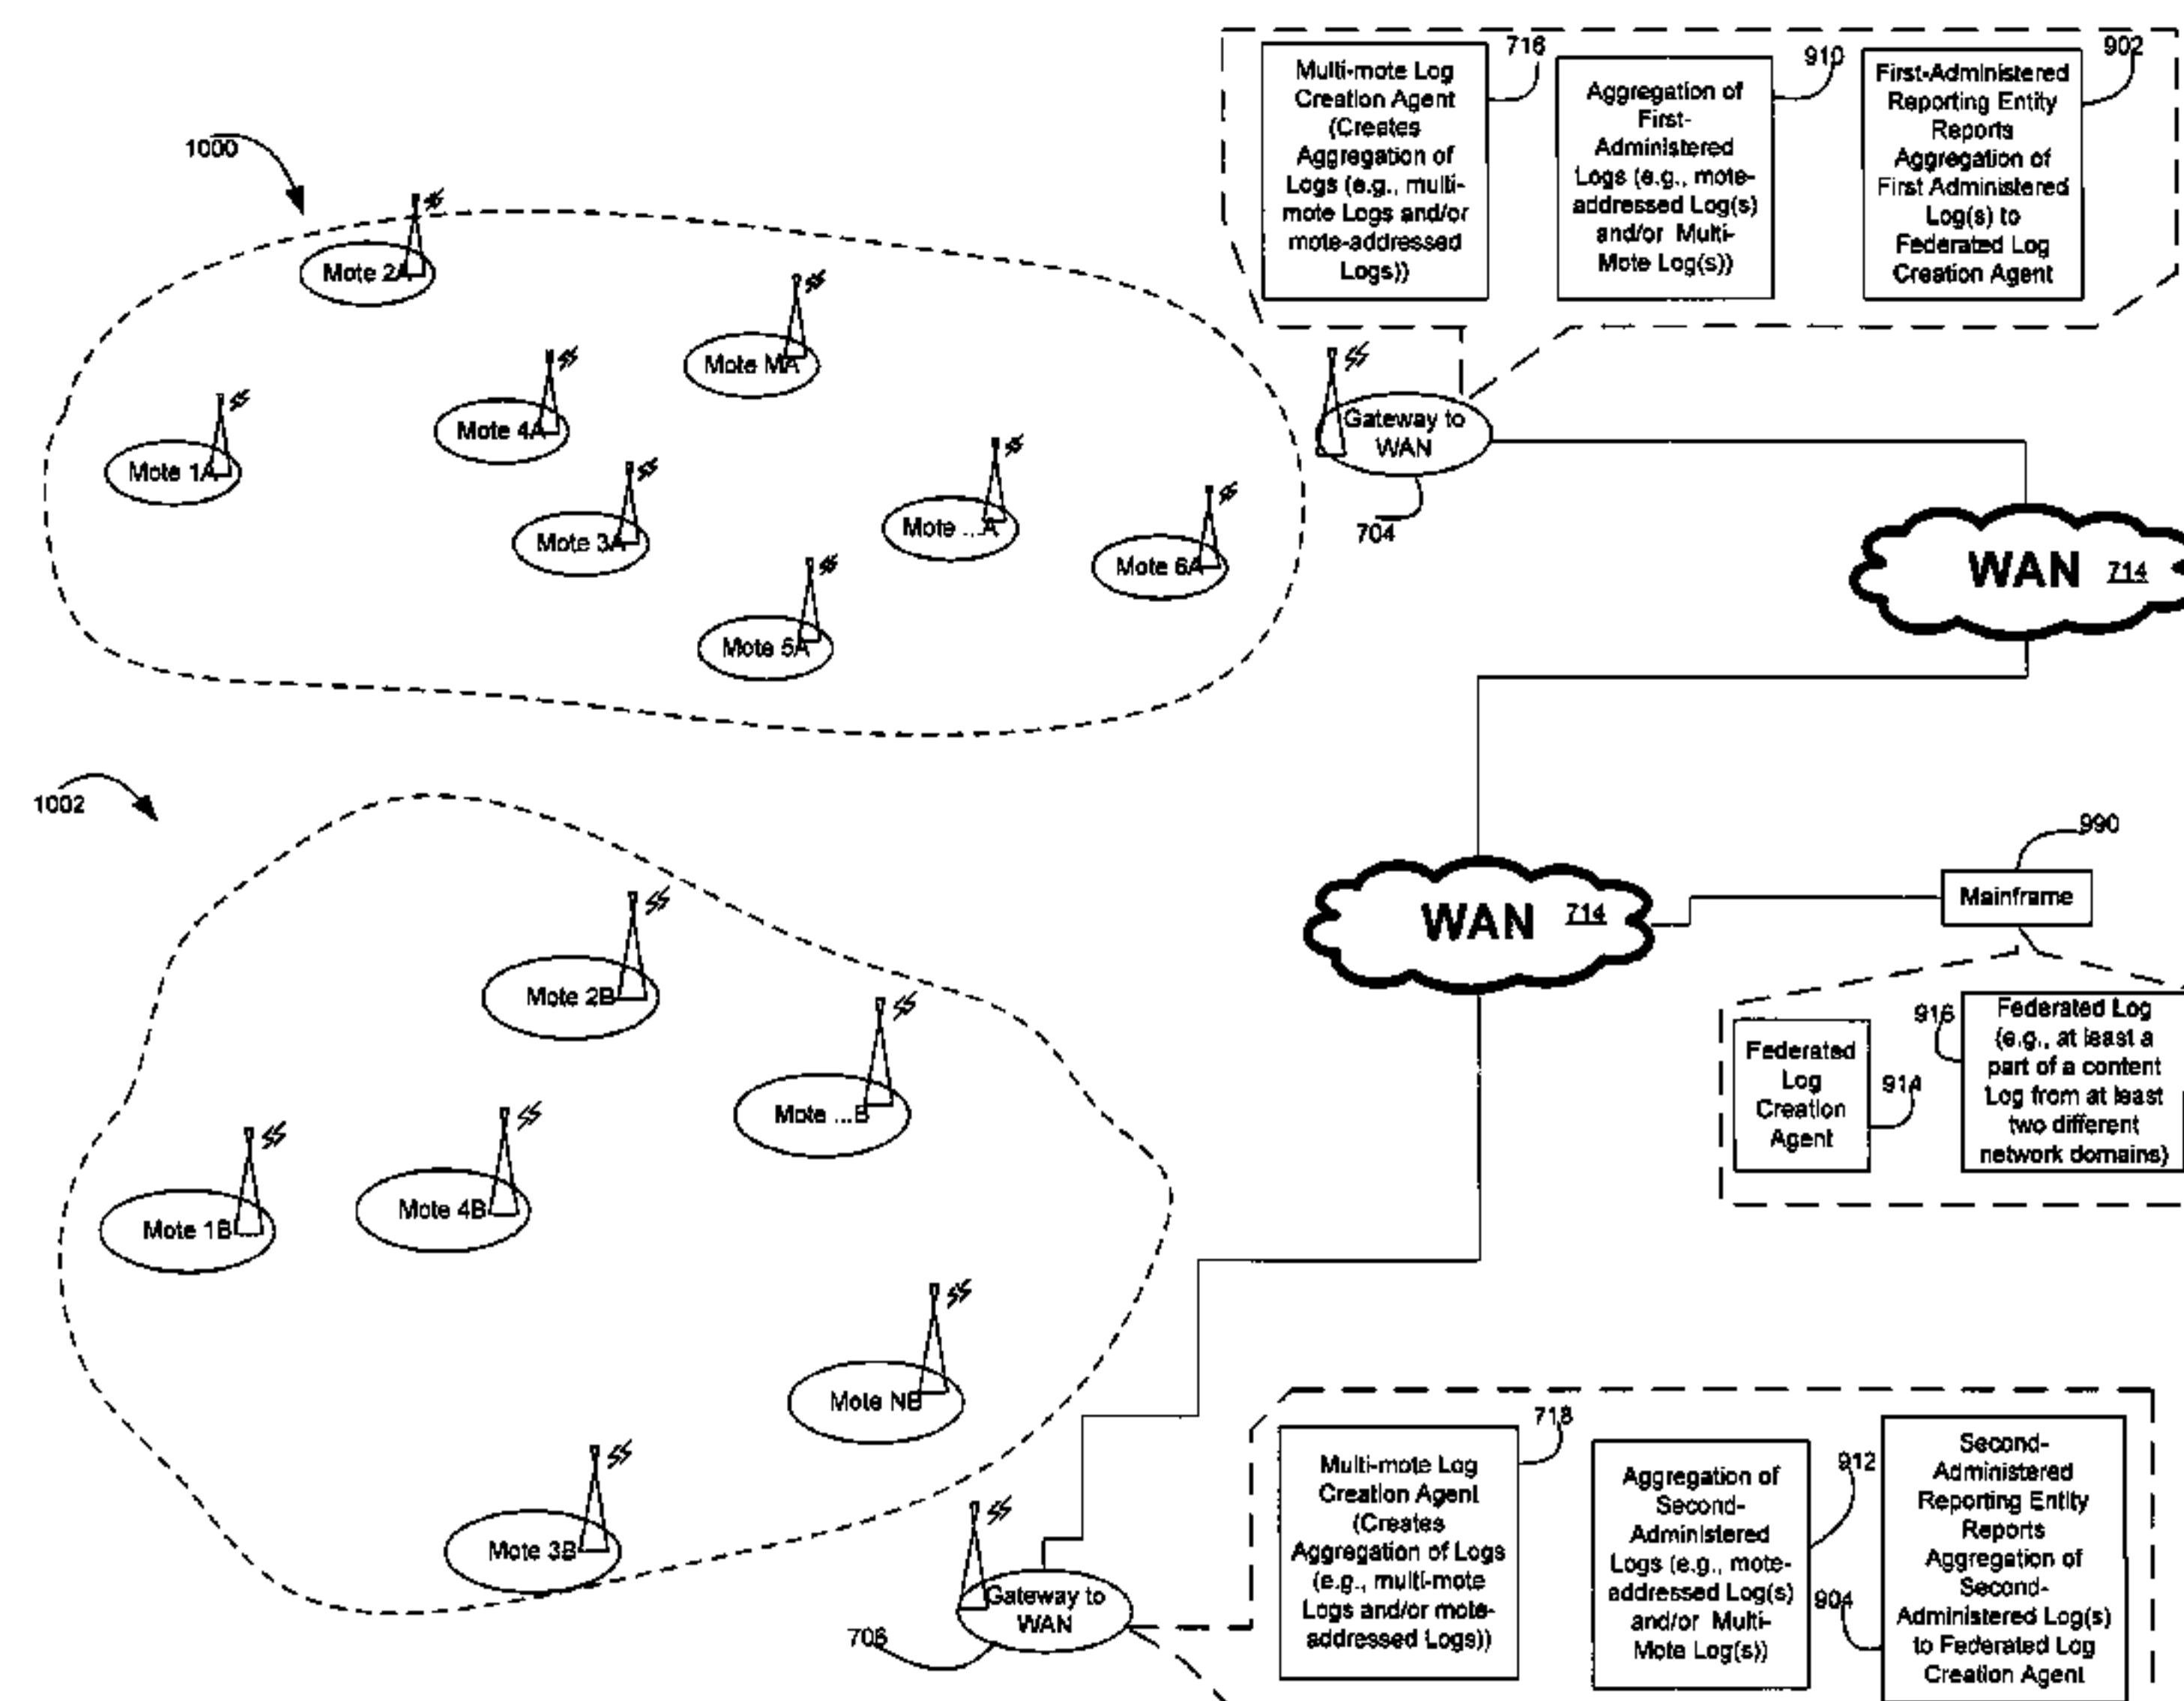 1000
Mote 2A
Mote MA
Mote 4A
Mote 1A
Mote 3A
Mote ...A
Mote 6A
Mote 5A
716
Multi-mote Log
Creation Agent
(Creates
Aggregation of
Logs (e.g., multi-
mote Logs and/or
mote-addressed
Logs))
910
Aggregation of
First-
Administered
Logs (e.g., mote-
addressed Log(s)
and/or Multi-
Mote Log(s))
902
First-Administered
Reporting Entity
Reports
Aggregation of
First Administered
Log(s) to
Federated Log
Creation Agent
Gateway to
WAN
704
WAN 714
1002
Mote 2B
Mote ...B
Mote 1B
Mote 4B
Mote NB
Mote 3B
WAN 714
990
Mainframe
Federated
Log
Creation
Agent
914
916
Federated Log
(e.g., at least a
part of a content
Log from at least
two different
network domains)
Gateway to
WAN
706
718
Multi-mote Log
Creation Agent
(Creates
Aggregation of Logs
(e.g., multi-mote
Logs and/or mote-
addressed Logs))
912
Aggregation of
Second-
Administered
Logs (e.g., mote-
addressed Log(s)
and/or Multi-
Mote Log(s))
904
Second-
Administered
Reporting Entity
Reports
Aggregation of
Second-
Administered Log(s)
to Federated Log
Creation Agent